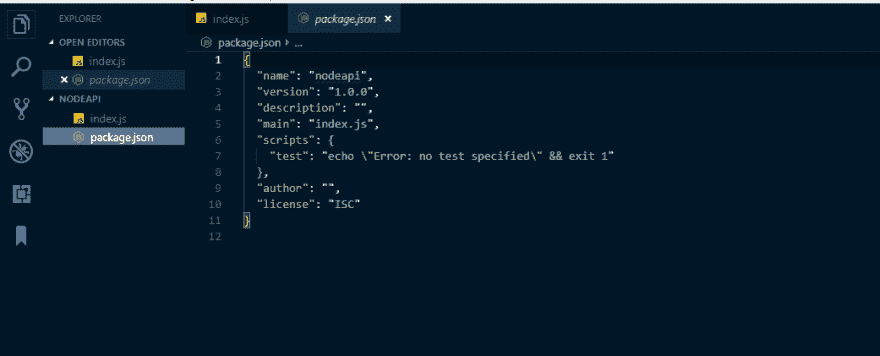 EXPLORER
OPEN EDITORS
index.js
package.json
NODEAPI
index.js
package.json
index.js
package.json
package.json › ...
1 {
2 "name": "nodeapi",
3 "version": "1.0.0",
4 "description": "",
5 "main": "index.js",
6 "scripts": {
7 "test": "echo \"Error: no test specified\" && exit 1"
8 },
9 "author": "",
10 "license": "ISC"
11 }
12